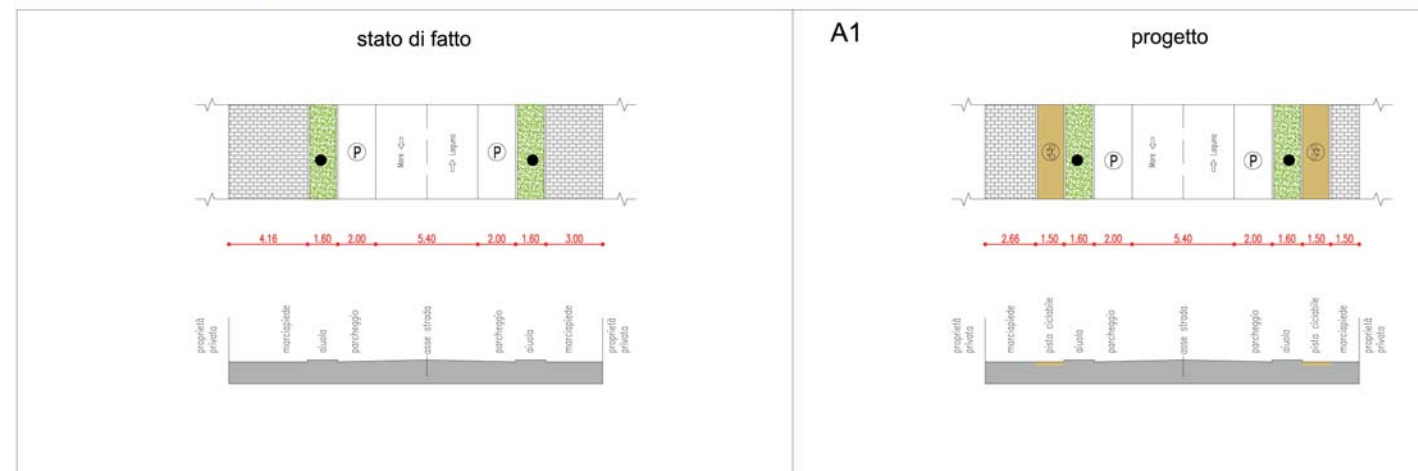 stato di fatto
P
Mare
Laguna
P
4.16 1.60 2.00 5.40 2.00 1.60 3.00
proprietà privata
marciapiede
aiuola
parcheggio
asse strada
parcheggio
aiuola
marciapiede
proprietà privata
A1
progetto
P
Mare
Laguna
P
2.66 1.50 1.60 2.00 5.40 2.00 1.60 1.50 1.50
proprietà privata
marciapiede
pista ciclabile
aiuola
parcheggio
asse strada
parcheggio
aiuola
pista ciclabile
marciapiede
proprietà privata